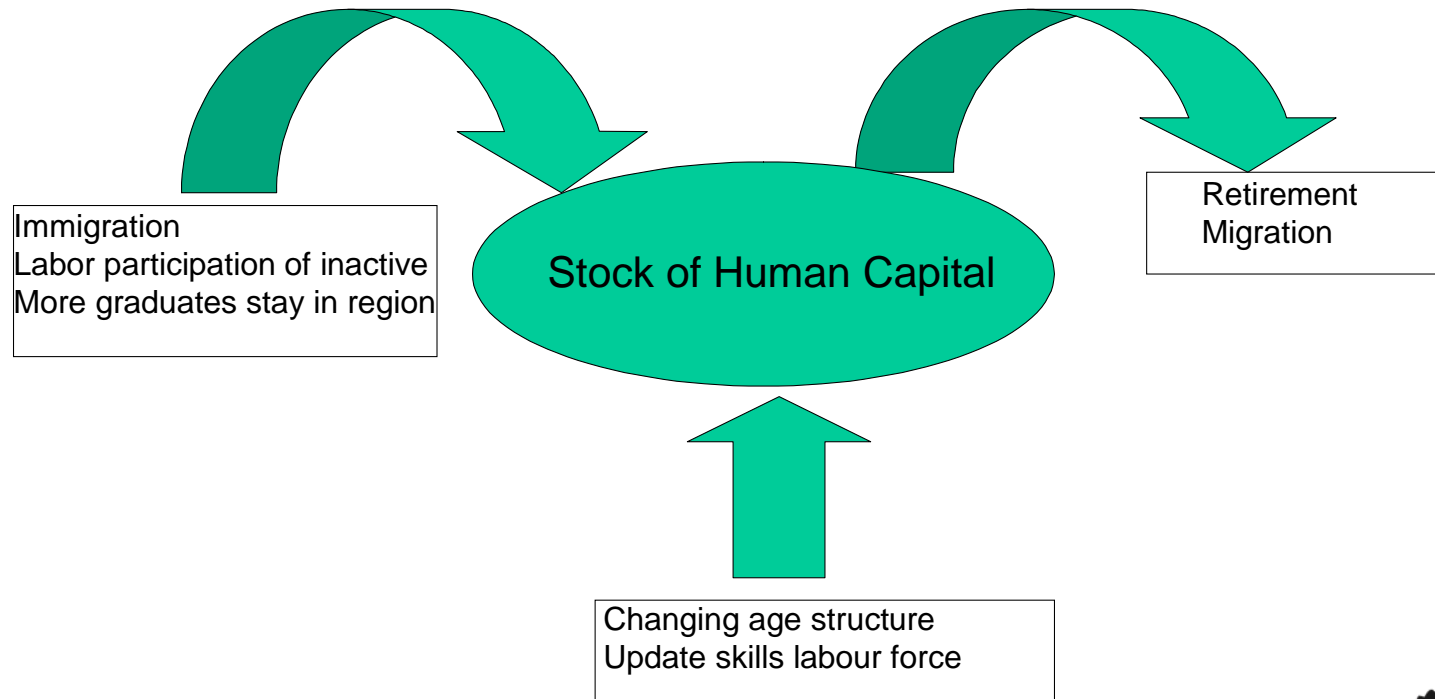 Immigration
Labor participation of inactive
More graduates stay in region
Stock of Human Capital
Retirement
Migration
Changing age structure
Update skills labour force